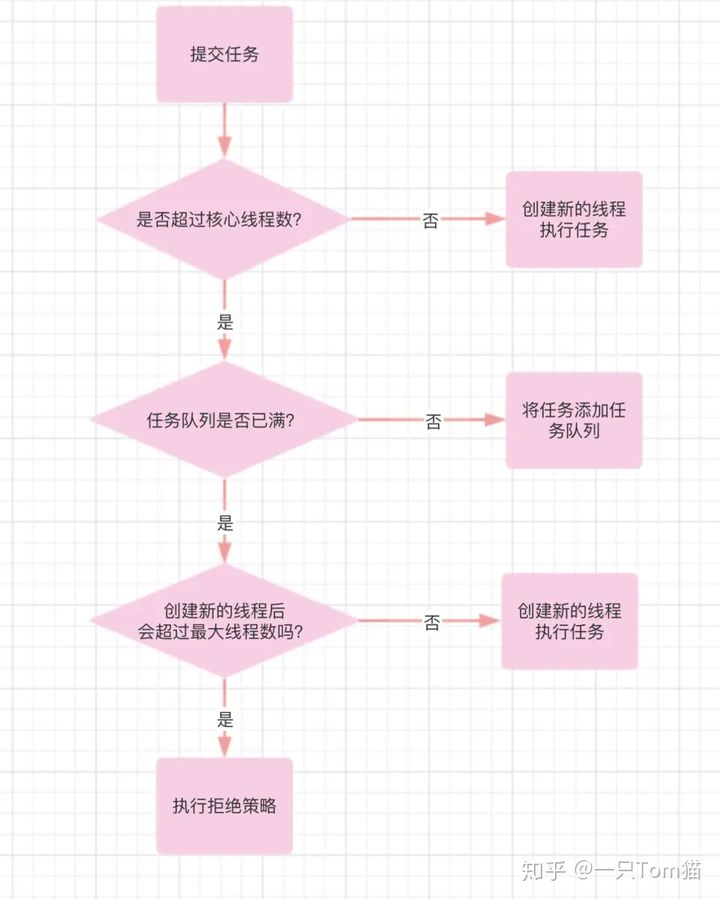 提交任务
是否超过核心线程数?
否
创建新的线程
执行任务
是
任务队列是否已满?
否
将任务添加任
务队列
是
创建新的线程后
会超过最大线程数吗?
否
创建新的线程
执行任务
是
执行拒绝策略
知乎 @一只Tom猫